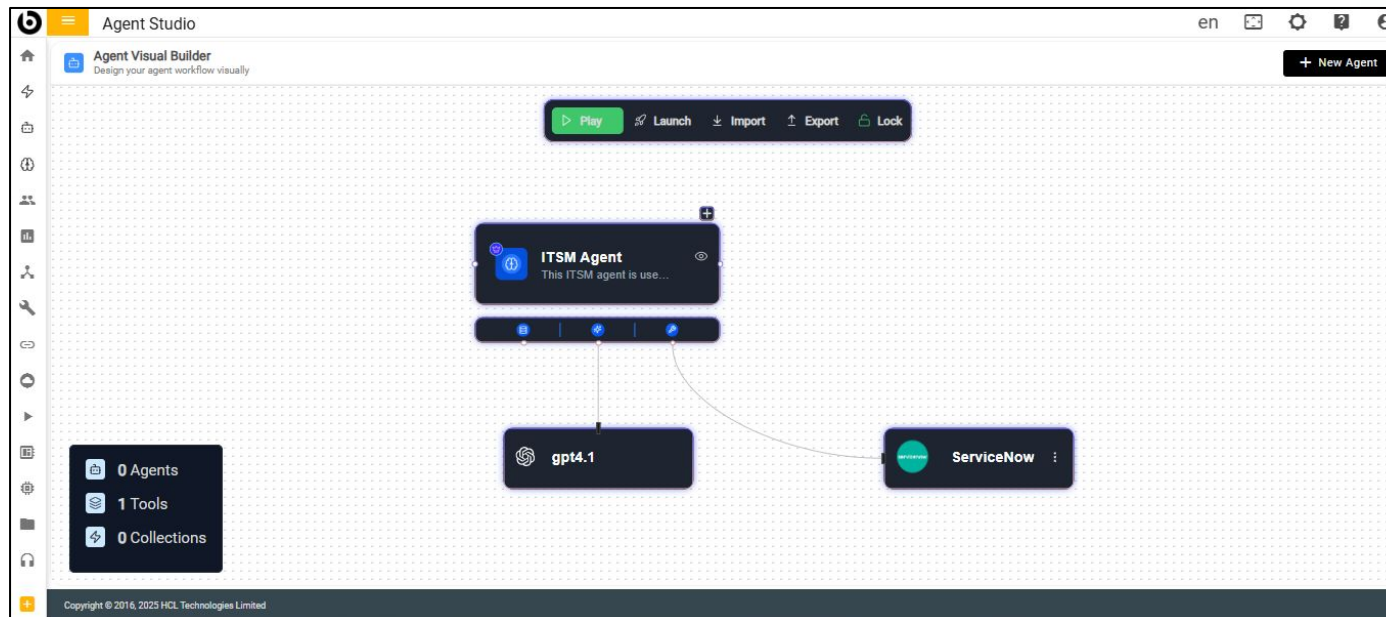 Agent Studio
en
Agent Visual Builder
Design your agent workflow visually
+ New Agent
Play
Launch
Import
Export
Lock
ITSM Agent
This ITSM agent is use...
gpt4.1
servicenow
ServiceNow
0 Agents
1 Tools
0 Collections
Copyright © 2016, 2025 HCL Technologies Limited